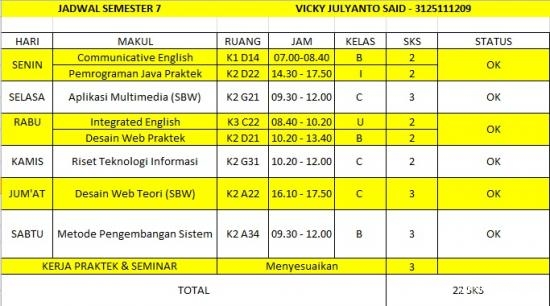 JADWAL SEMESTER 7 VICKY JULYANTO SAID - 3125111209
HARI MAKUL RUANG JAM KELAS SKS STATUS
SENIN Communicative English K1 D14 07.00-08.40 B 2 OK
Pemrograman Java Praktek K2 D22 14.30 - 17.50 I 2
SELASA Aplikasi Multimedia (SBW) K2 G21 09.30 - 12.00 C 3 OK
RABU Integrated English K3 C22 08.40 - 10.20 U 2 OK
Desain Web Praktek K2 D21 10.20 - 13.40 B 2
KAMIS Riset Teknologi Informasi K2 G31 10.20 - 12.00 C 2 OK
JUM'AT Desain Web Teori (SBW) K2 A22 16.10 - 17.50 C 3 OK
SABTU Metode Pengembangan Sistem K2 A34 09.30 - 12.00 B 3 OK
KERJA PRAKTEK & SEMINAR Menyesuaikan 3
TOTAL 22 SKS